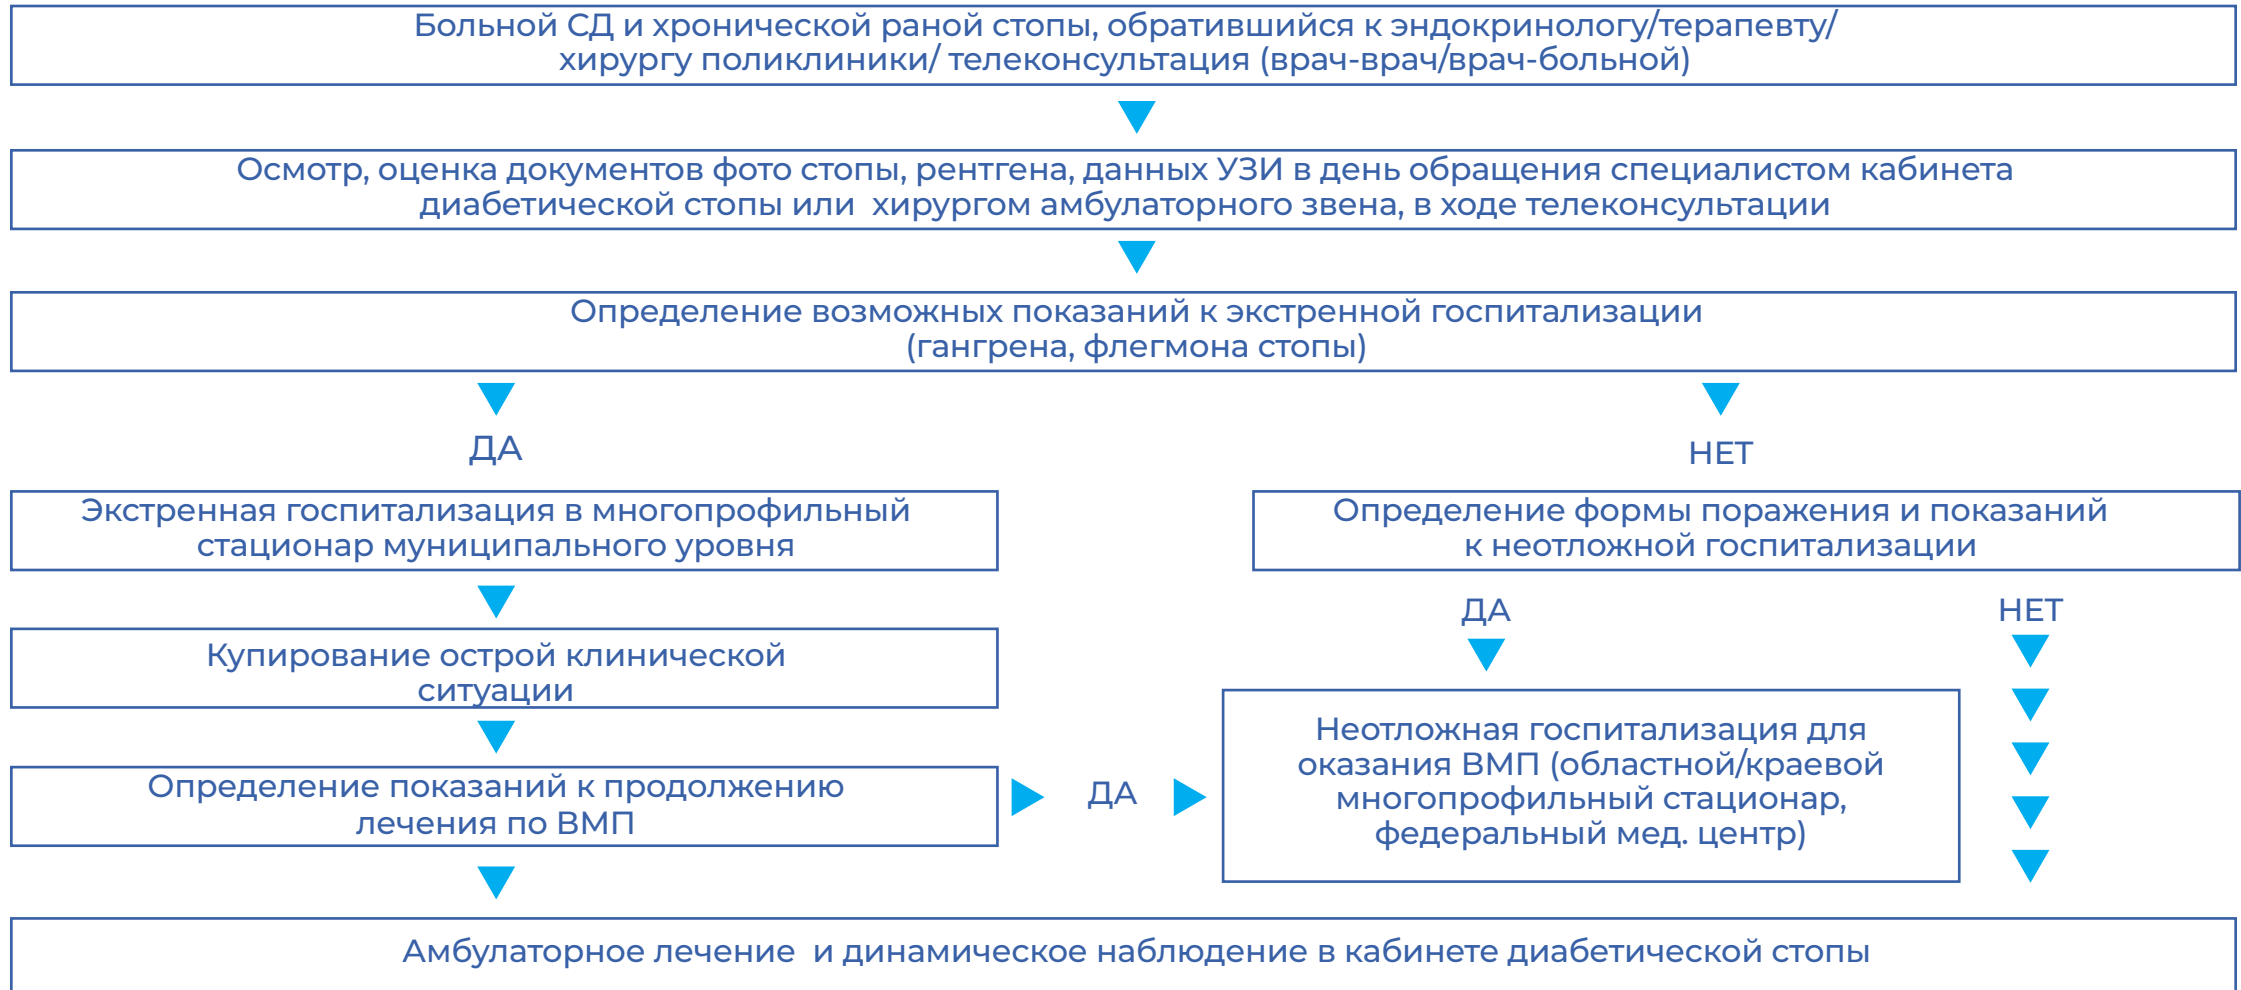 Больной СД и хронической раной стопы, обратившийся к эндокринологу/терапевту/
хирургу поликлиники/ телеконсультация (врач-врач/врач-больной)
Осмотр, оценка документов фото стопы, рентгена, данных УЗИ в день обращения специалистом кабинета
диабетической стопы или хирургом амбулаторного звена, в ходе телеконсультации
Определение возможных показаний к экстренной госпитализации
(гангрена, флегмона стопы)
ДА
НЕТ
Экстренная госпитализация в многопрофильный
стационар муниципального уровня
Определение формы поражения и показаний
к неотложной госпитализации
ДА
НЕТ
Купирование острой клинической
ситуации
Определение показаний к продолжению
лечения по ВМП
ДА
Неотложная госпитализация для
оказания ВМП (областной/краевой
многопрофильный стационар,
федеральный мед. центр)
Амбулаторное лечение и динамическое наблюдение в кабинете диабетической стопы